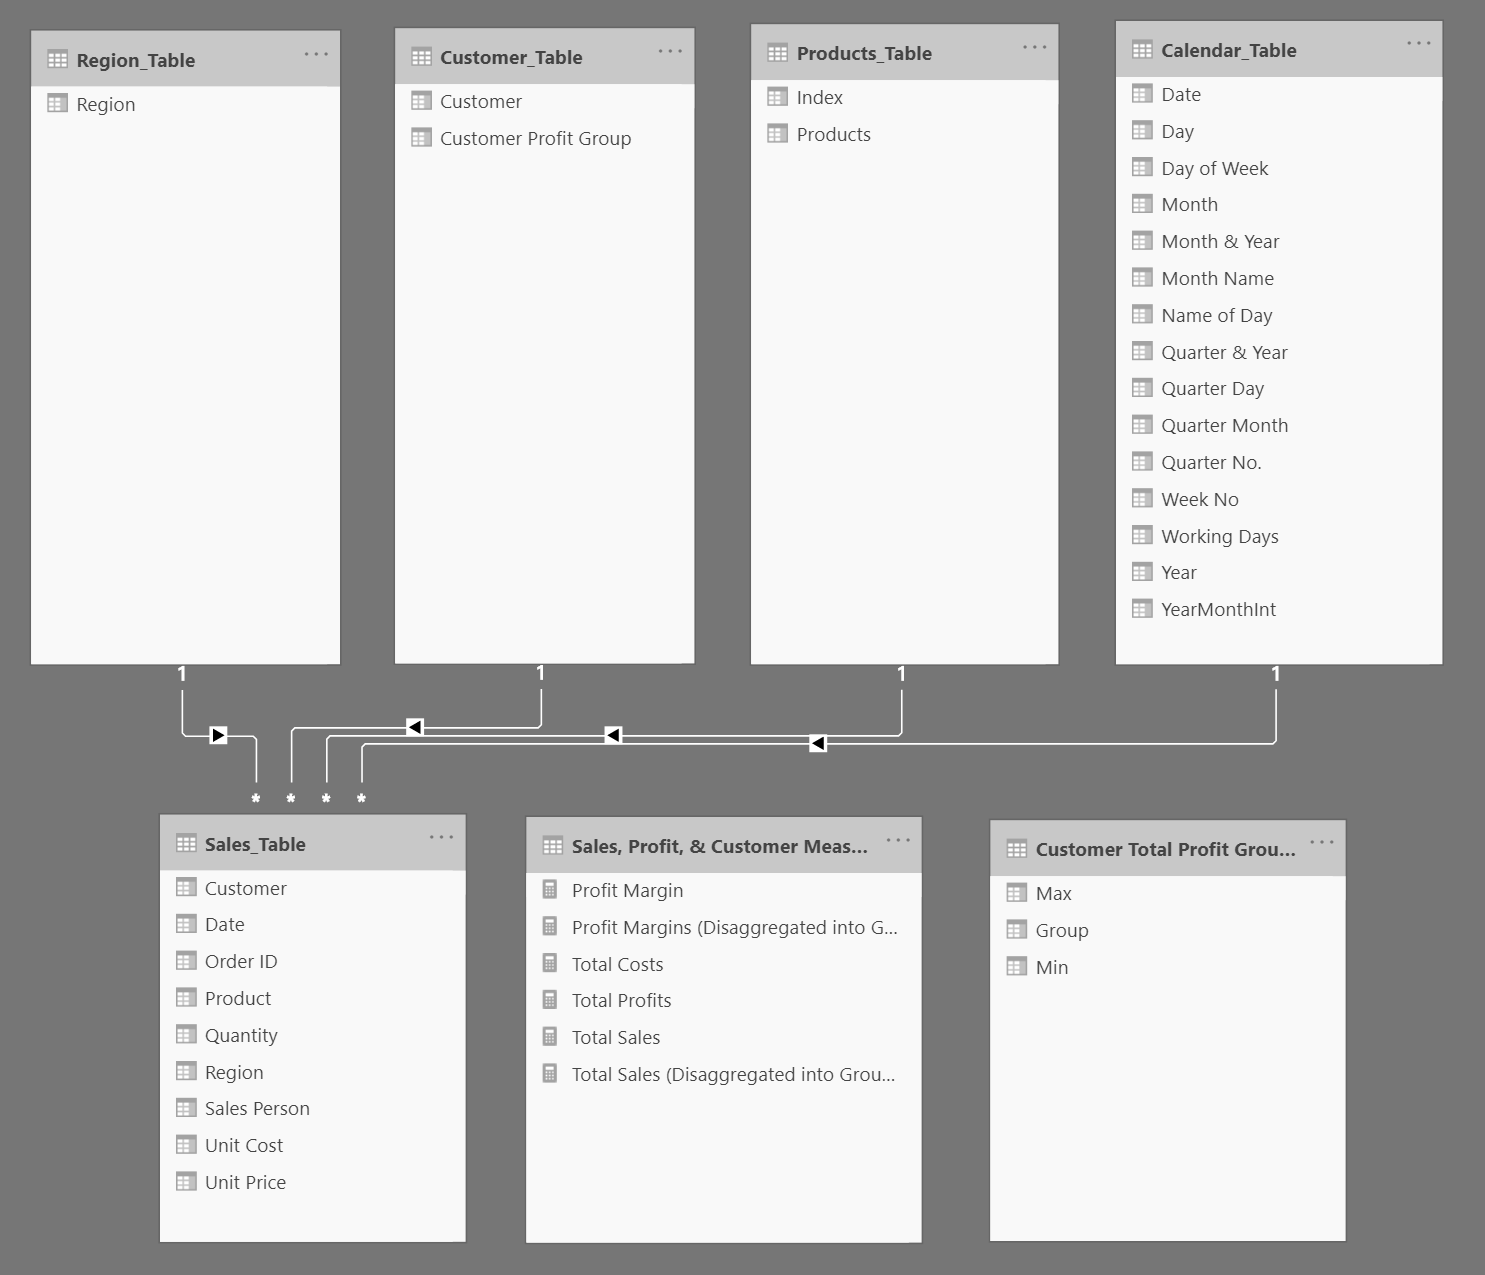 Region_Table
Region
Customer_Table
Customer
Customer Profit Group
Products_Table
Index
Products
Calendar_Table
Date
Day
Day of Week
Month
Month & Year
Month Name
Name of Day
Quarter & Year
Quarter Day
Quarter Month
Quarter No.
Week No
Working Days
Year
YearMonthInt
1
1
1
1
* * * *
Sales_Table
Customer
Date
Order ID
Product
Quantity
Region
Sales Person
Unit Cost
Unit Price
Sales, Profit, & Customer Meas...
Profit Margin
Profit Margins (Disaggregated into G...
Total Costs
Total Profits
Total Sales
Total Sales (Disaggregated into Grou...
Customer Total Profit Grou...
Max
Group
Min